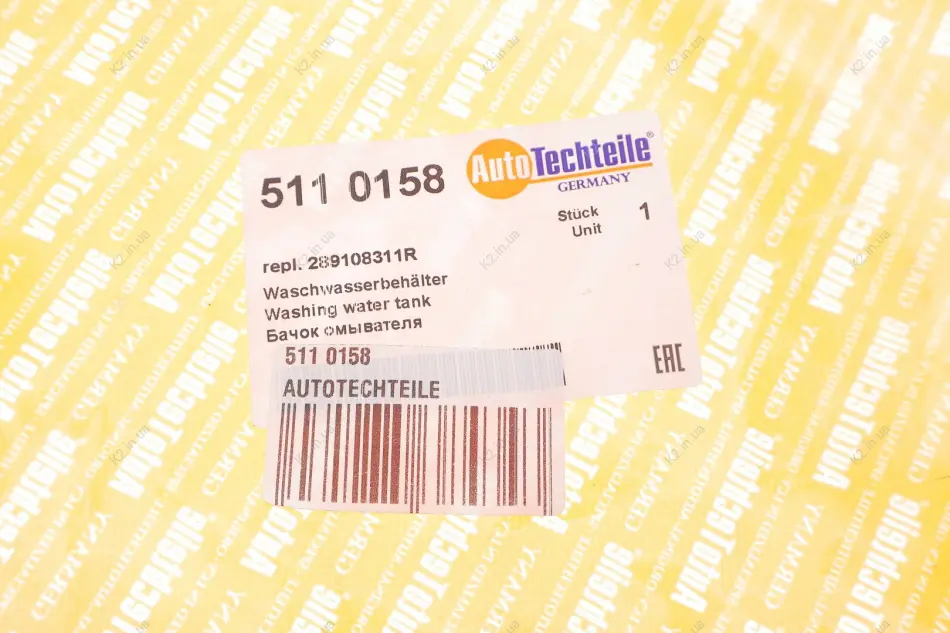 511 0158
AutoTechteile®
GERMANY
Stück 1
Unit
repl. 289108311R
Waschwasserbehälter
Washing water tank
Бачок омывателя
EAC
511 0158
AUTOTECHTEILE